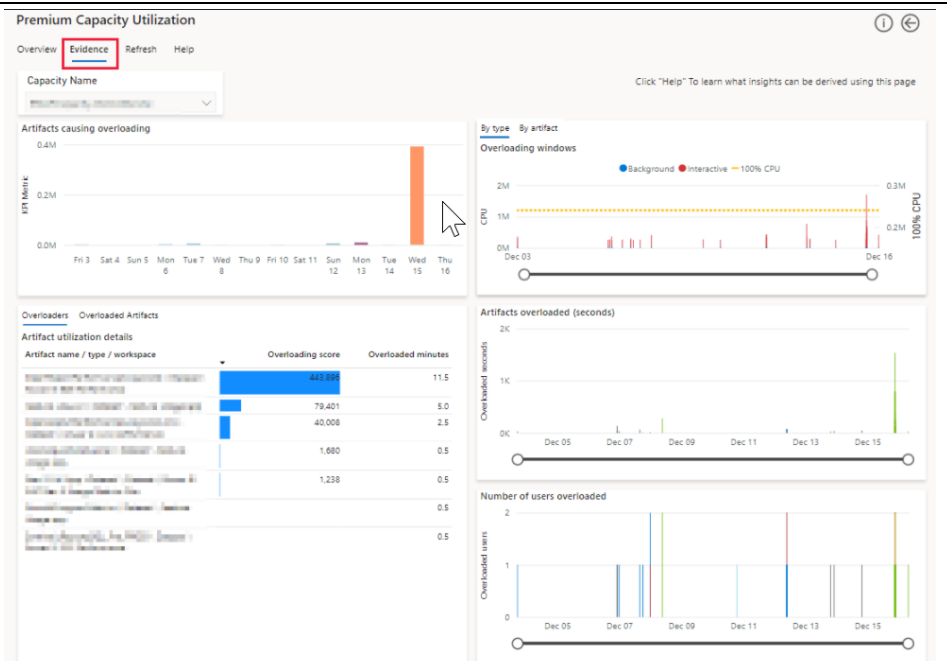 Premium Capacity Utilization
Overview Evidence Refresh Help
Capacity Name
Click "Help" To learn what insights can be derived using this page
Artifacts causing overloading
0.4M
0.2M
0.0M
KPI Metric
Fri 3 Sat 4 Sun 5 Mon 6 Tue 7 Wed 8 Thu 9 Fri 10 Sat 11 Sun 12 Mon 13 Tue 14 Wed 15 Thu 16
By type By artifact
Overloading windows
Background Interactive 100% CPU
2M
1M
0M
CPU
0.3M
0.2M
100% CPU
Dec 03 Dec 16
Overloaders Overloaded Artifacts
Artifact utilization details
Artifact name / type / workspace Overloading score Overloaded minutes
443,896 11.5
79,401 5.0
40,008 2.5
1,680 0.5
1,238 0.5
0.5
0.5
Artifacts overloaded (seconds)
2K
1K
0K
Overloaded seconds
Dec 05 Dec 07 Dec 09 Dec 11 Dec 13 Dec 15
Number of users overloaded
2
1
0
Overloaded users
Dec 05 Dec 07 Dec 09 Dec 11 Dec 13 Dec 15